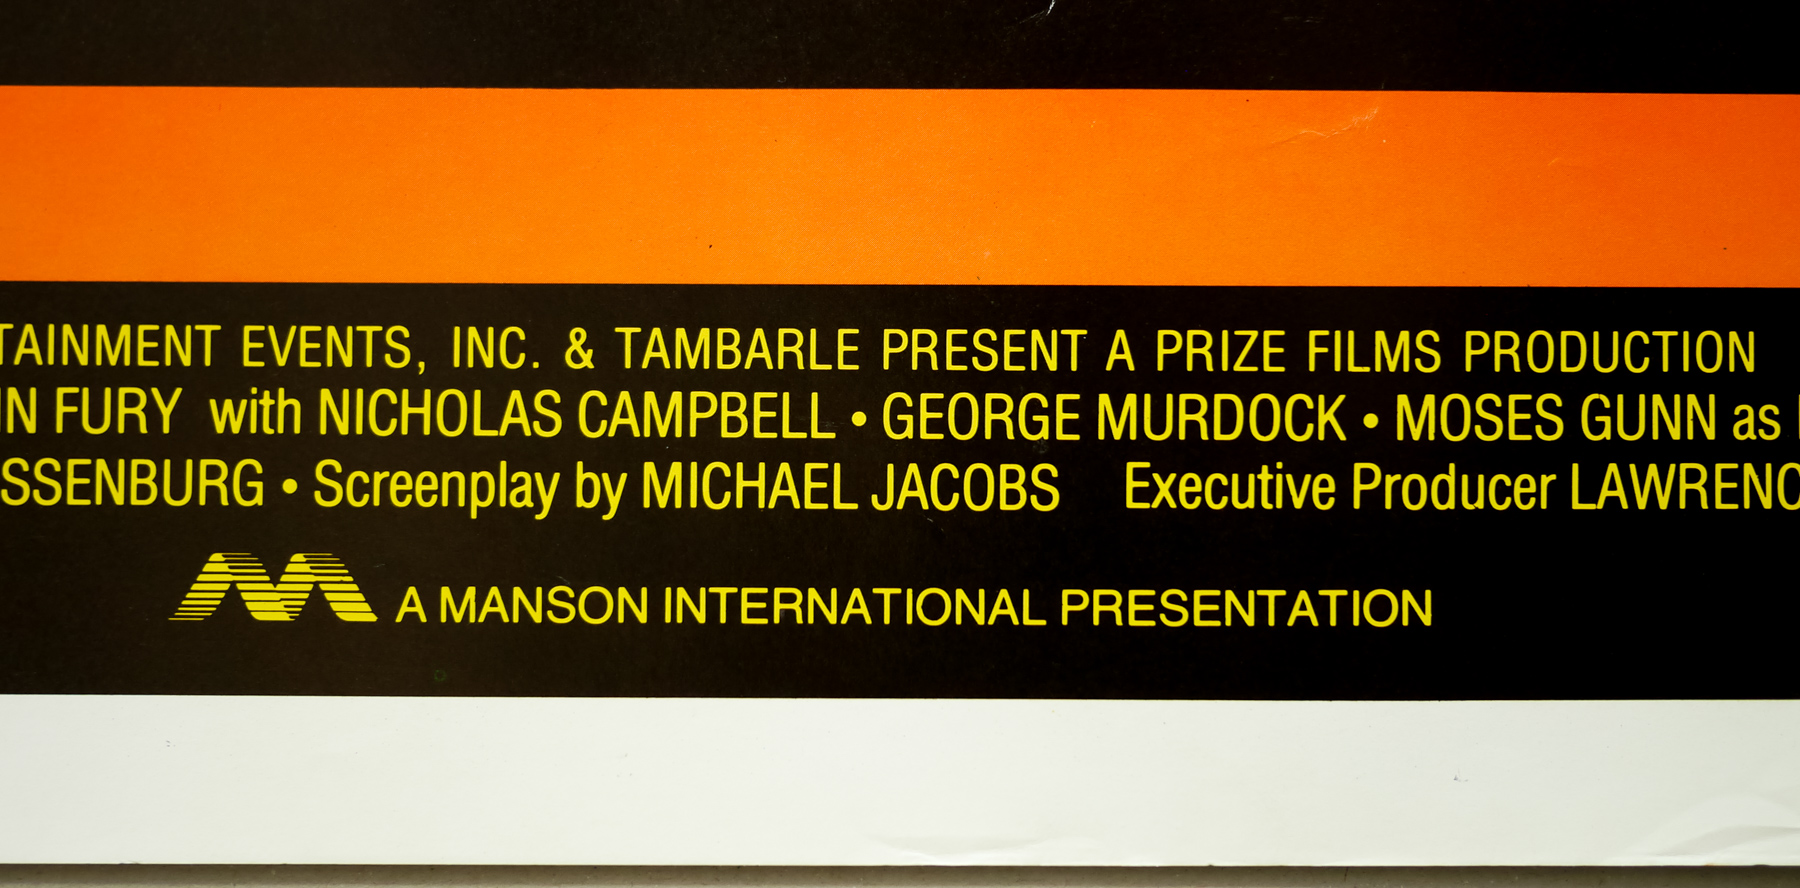 TAINMENT EVENTS, INC. & TAMBARLE PRESENT A PRIZE FILMS PRODUCTION
IN FURY with NICHOLAS CAMPBELL • GEORGE MURDOCK • MOSES GUNN as
SSENBURG • Screenplay by MICHAEL JACOBS Executive Producer LAWRENC
A MANSON INTERNATIONAL PRESENTATION